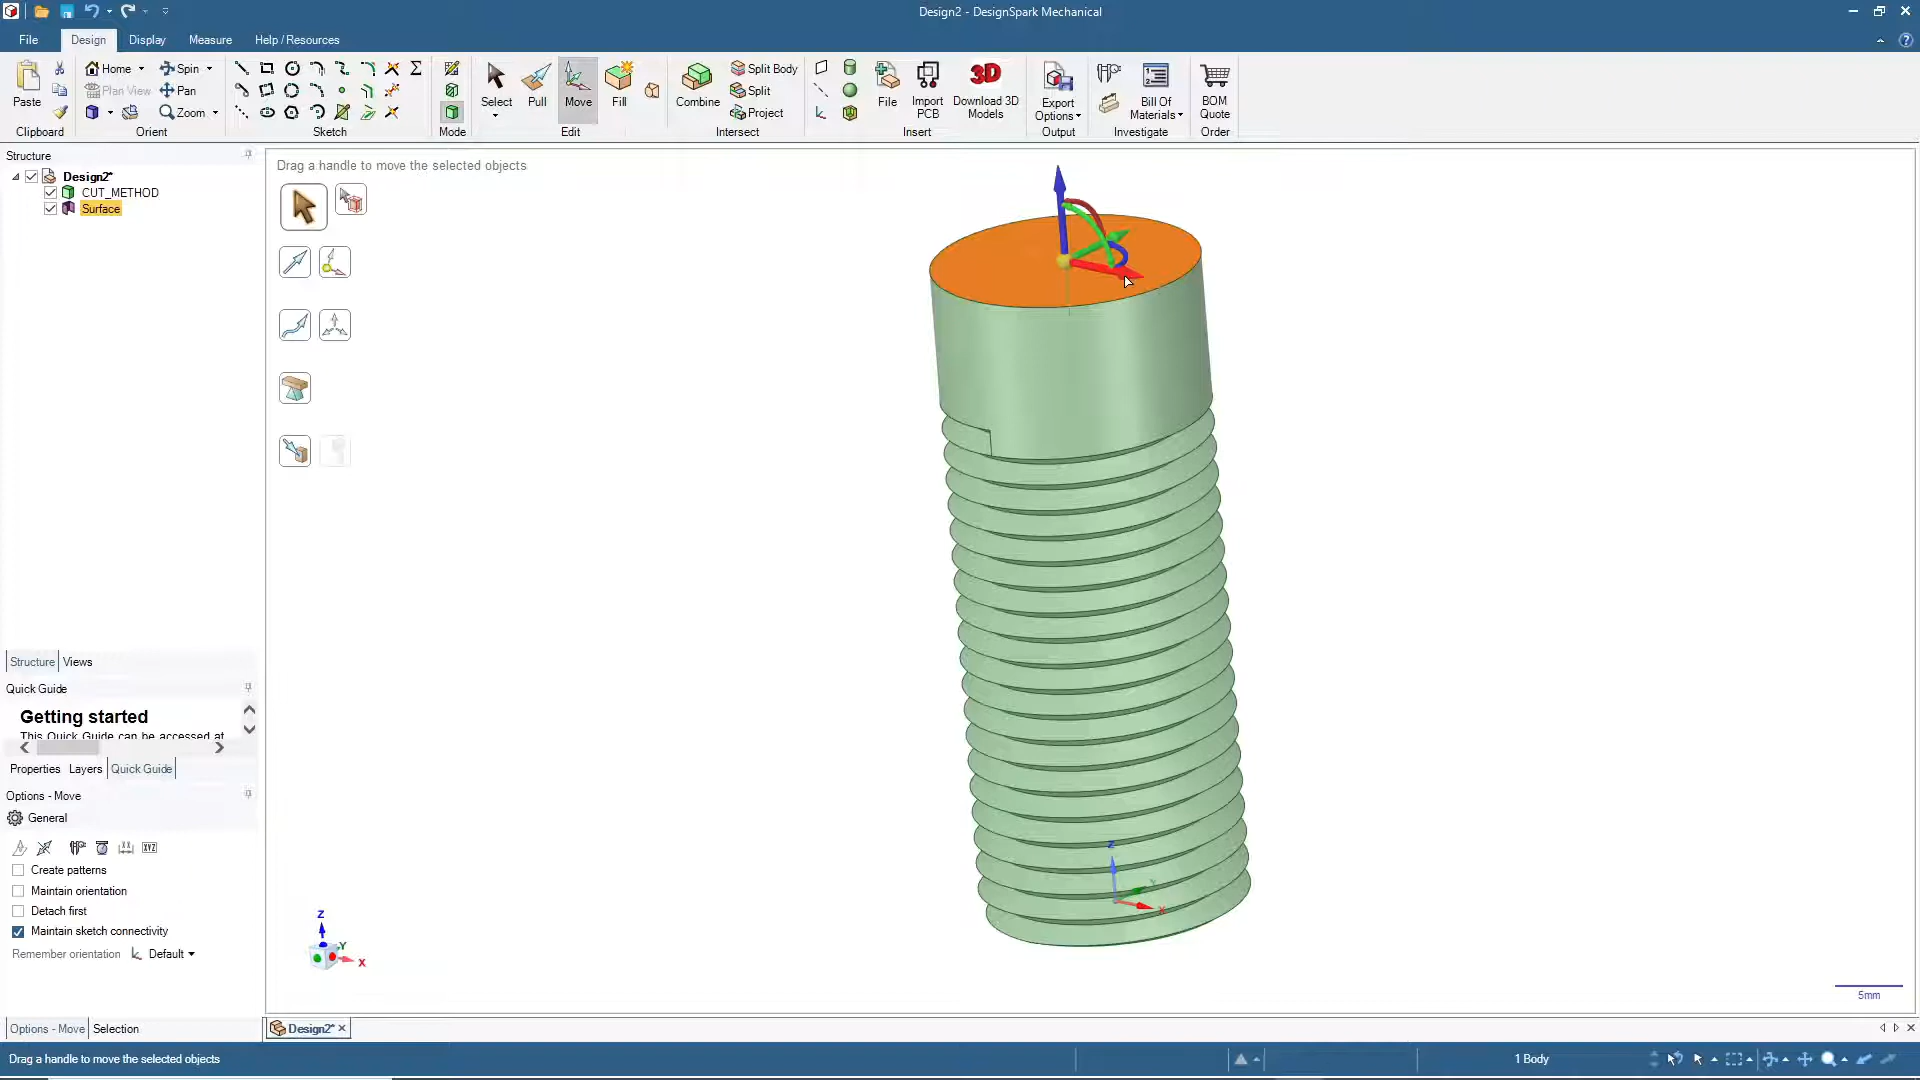 Design2 - DesignSpark Mechanical
File Design Display Measure Help / Resources
Paste
Clipboard
Home Spin
Plan View Pan
Zoom
Orient
Sketch
Mode
Select Pull Move Fill
Edit
Combine
Split Body
Split
Project
Intersect
File
Import PCB
3D
Download 3D Models
Insert
Export Options
Output
Bill Of Materials
Investigate
BOM Quote
Order
Structure
Design2*
CUT_METHOD
Surface
Structure Views
Quick Guide
Getting started
This Quick Guide can be accessed at
Properties Layers Quick Guide
Options - Move
General
Create patterns
Maintain orientation
Detach first
Maintain sketch connectivity
Remember orientation Default
Options - Move Selection
Drag a handle to move the selected objects
Z
Y
X
Z
Y
X
5mm
Design2*
Drag a handle to move the selected objects
1 Body